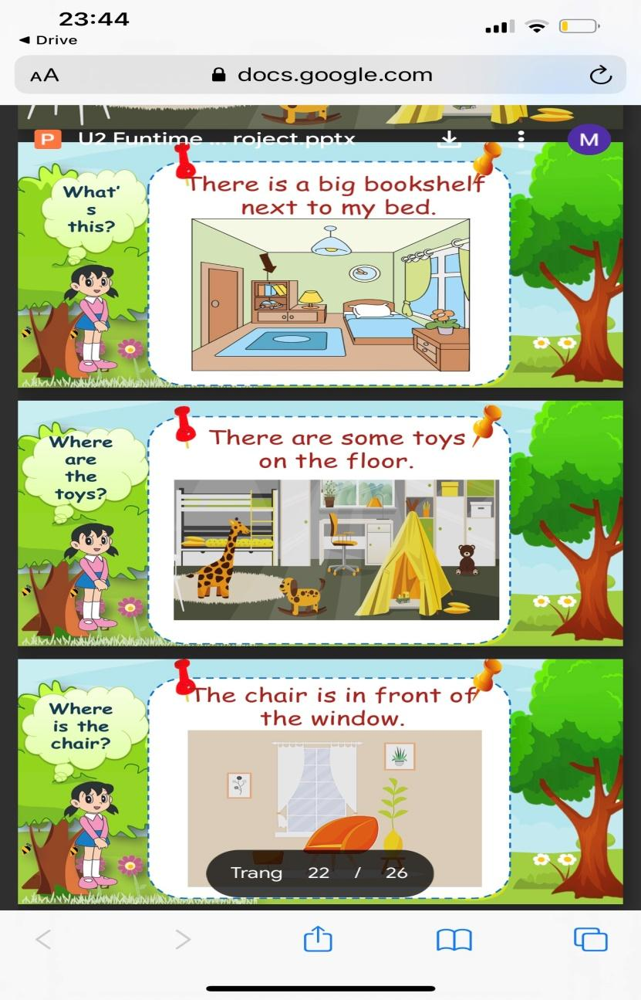 23:44
Drive
AA docs.google.com
P U2 Funtime ... roject.pptx M
What'
s
this?
There is a big bookshelf
next to my bed.
Where
are
the
toys?
There are some toys
on the floor.
Where
is the
chair?
The chair is in front of
the window.
Trang 22 / 26